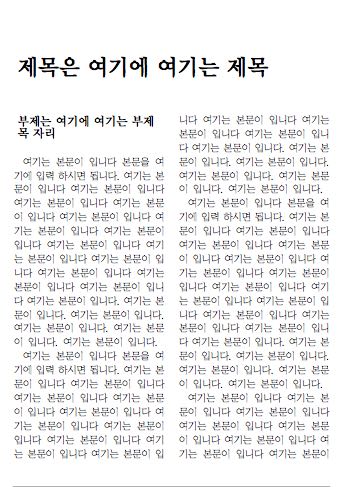 제목은 여기에 여기는 제목
부제는 여기에 여기는 부제
목 자리
여기는 본문이 입니다 본문을 여
기에 입력 하시면 됩니다. 여기는 본
문이 입니다 여기는 본문이 입니다
여기는 본문이 입니다 여기는 본문
이 입니다 여기는 본문이 입니다 여
기는 본문이 입니다 여기는 본문이
입니다 여기는 본문이 입니다 여기
는 본문이 입니다 여기는 본문이 입
니다 여기는 본문이 입니다 여기는
본문이 입니다 여기는 본문이 입니
다 여기는 본문이 입니다. 여기는 본
문이 입니다. 여기는 본문이 입니다.
여기는 본문이 입니다. 여기는 본문
이 입니다. 여기는 본문이 입니다.
여기는 본문이 입니다 본문을 여
기에 입력 하시면 됩니다. 여기는 본
문이 입니다 여기는 본문이 입니다
여기는 본문이 입니다 여기는 본문
이 입니다 여기는 본문이 입니다 여
기는 본문이 입니다 여기는 본문이
입니다 여기는 본문이 입니다 여기
는 본문이 입니다 여기는 본문이 입
니다 여기는 본문이 입니다 여기는
본문이 입니다 여기는 본문이 입니
다 여기는 본문이 입니다. 여기는 본
문이 입니다. 여기는 본문이 입니다.
여기는 본문이 입니다. 여기는 본문
이 입니다. 여기는 본문이 입니다.
여기는 본문이 입니다 본문을 여
기에 입력 하시면 됩니다. 여기는 본
문이 입니다 여기는 본문이 입니다
여기는 본문이 입니다 여기는 본문
이 입니다 여기는 본문이 입니다 여
기는 본문이 입니다 여기는 본문이
입니다 여기는 본문이 입니다 여기
는 본문이 입니다 여기는 본문이 입
니다 여기는 본문이 입니다 여기는
본문이 입니다 여기는 본문이 입니
다 여기는 본문이 입니다. 여기는 본
문이 입니다. 여기는 본문이 입니다.
여기는 본문이 입니다. 여기는 본문
이 입니다. 여기는 본문이 입니다.
여기는 본문이 입니다 여기는 본
문이 입니다 여기는 본문이 입니다
여기는 본문이 입니다 여기는 본문
이 입니다 여기는 본문이 입니다 여
기는 본문이 입니다 여기는 본문이